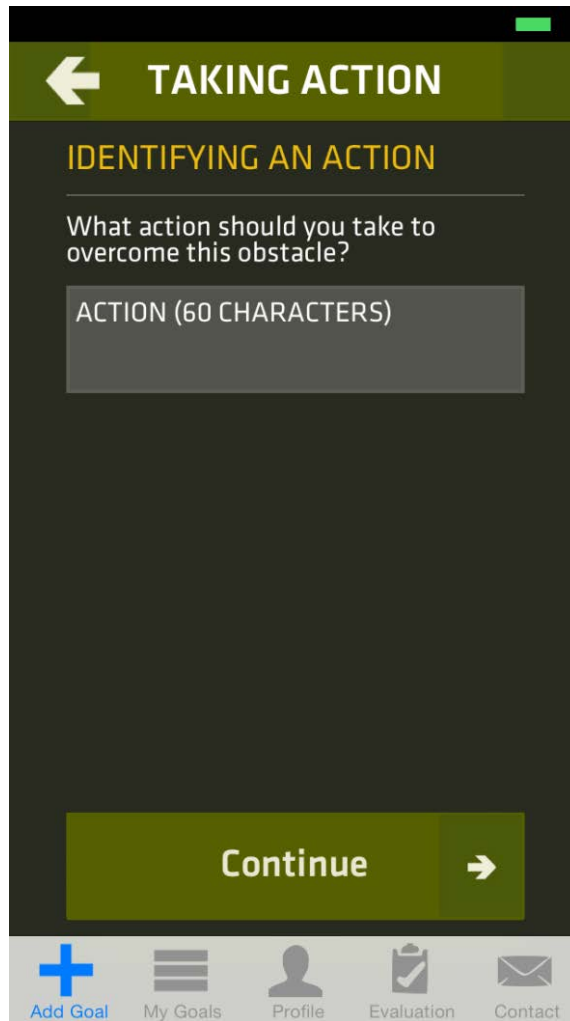 TAKING ACTION
IDENTIFYING AN ACTION
What action should you take to
overcome this obstacle?
ACTION (60 CHARACTERS)
Continue
Add Goal My Goals Profile Evaluation Contact